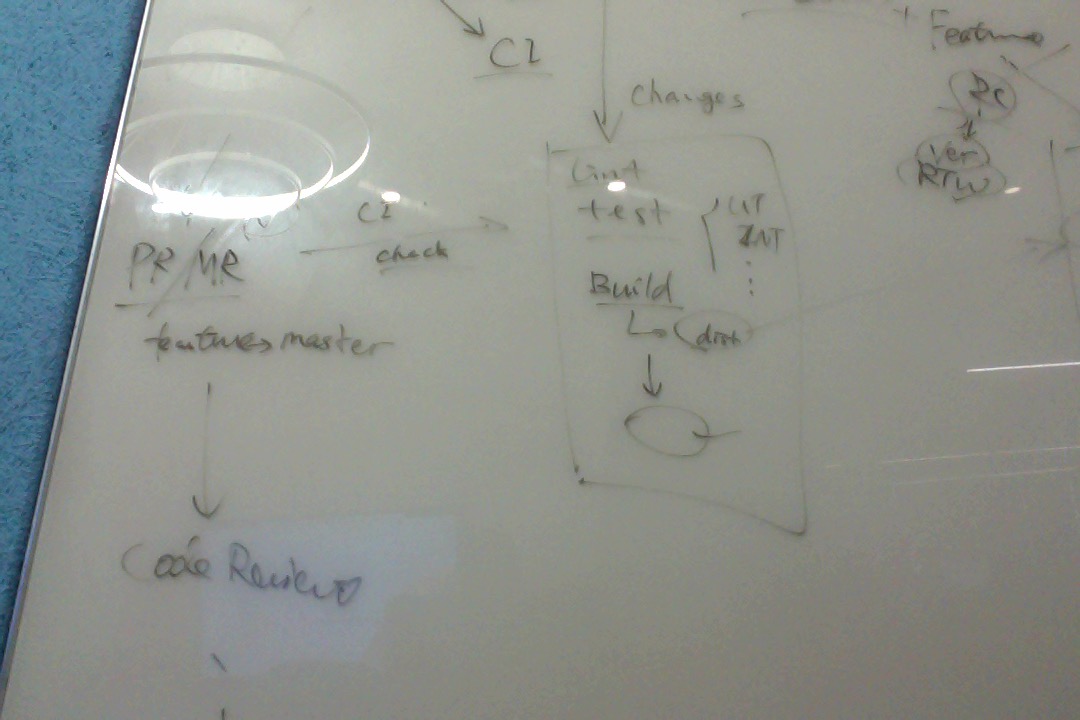 CI
Changes
Feature
RC
Ver
RTW
Lint
test
UT
INT
Build
dist
CI
check
PR/MR
feature→master
Code Review